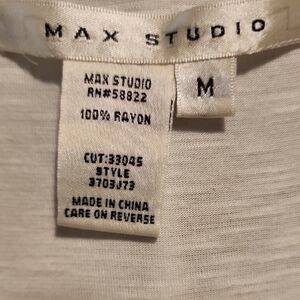 MAX STUDIO
MAX STUDIO
RN#58822
100% RAYON
M
CUT:33045
STYLE
3703J73
MADE IN CHINA
CARE ON REVERSE